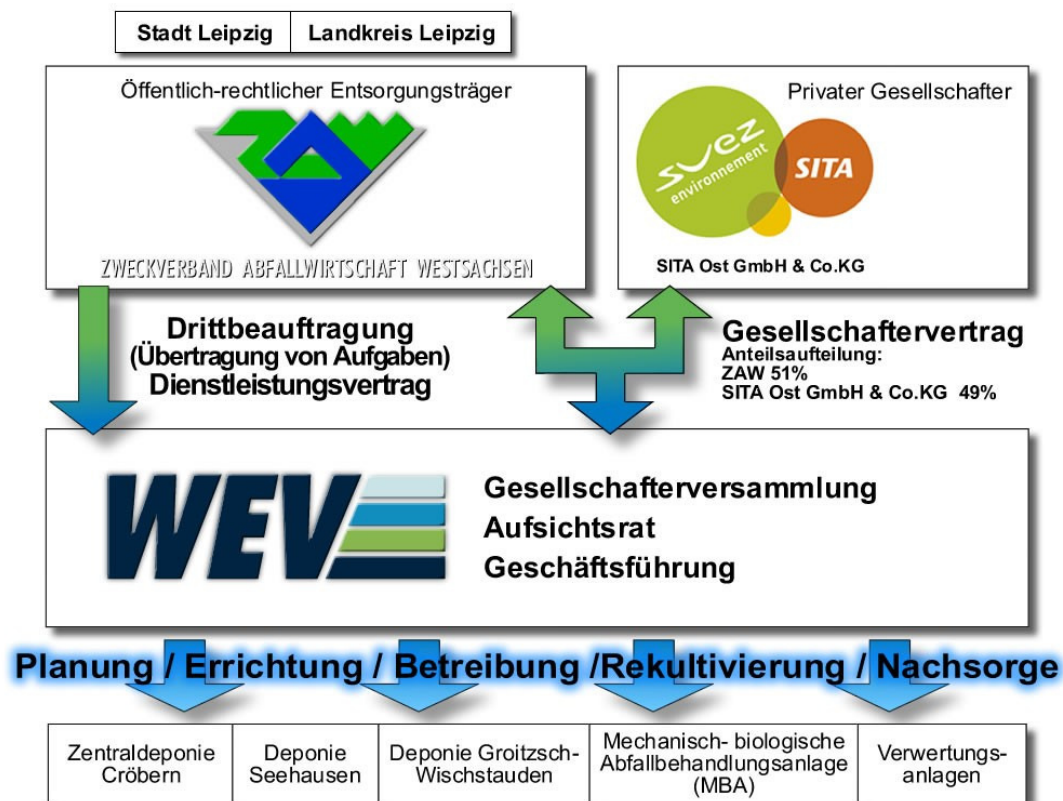 Stadt Leipzig
Landkreis Leipzig
Öffentlich-rechtlicher Entsorgungsträger
ZWECKVERBAND ABFALLWIRTSCHAFT WESTSACHSEN
Privater Gesellschafter
svez
environnement
SITA
SITA Ost GmbH & Co.KG
Drittbeauftragung
(Übertragung von Aufgaben)
Dienstleistungsvertrag
Gesellschaftervertrag
Anteilsaufteilung:
ZAW 51%
SITA Ost GmbH & Co.KG 49%
WEV
Gesellschafterversammlung
Aufsichtsrat
Geschäftsführung
Planung / Errichtung / Betreibung /Rekultivierung / Nachsorge
Zentraldeponie
Cröbern
Deponie
Seehausen
Deponie Groitzsch-
Wischstauden
Mechanisch- biologische
Abfallbehandlungsanlage
(MBA)
Verwertungs-
anlagen